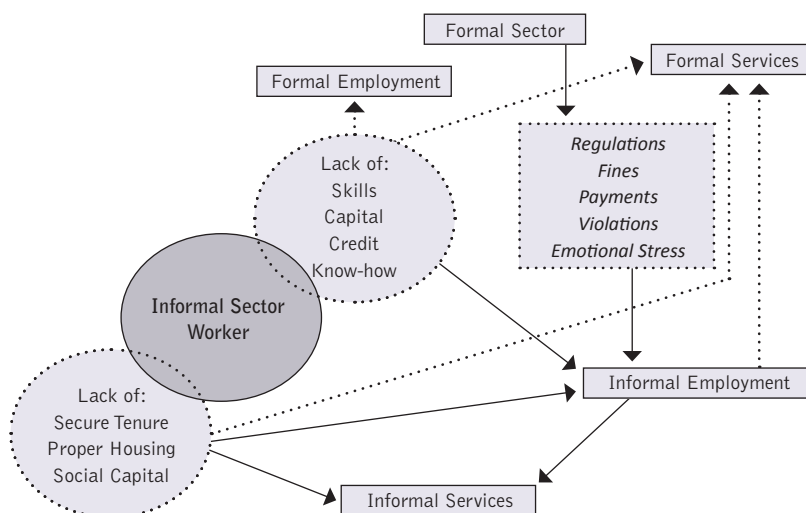 Formal Sector
Formal Services
Formal Employment
Regulations
Fines
Payments
Violations
Emotional Stress
Lack of:
Skills
Capital
Credit
Know-how
Informal Sector
Worker
Informal Employment
Lack of:
Secure Tenure
Proper Housing
Social Capital
Informal Services